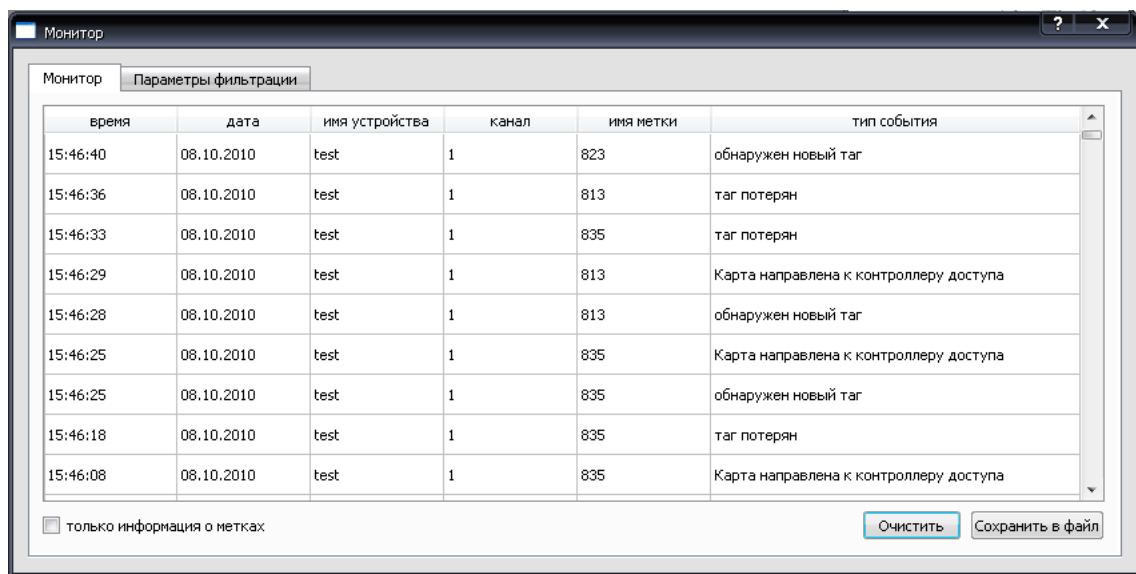 Монитор
Монитор Параметры фильтрации
время дата имя устройства канал имя метки тип события
15:46:40 08.10.2010 test 1 823 обнаружен новый таг
15:46:36 08.10.2010 test 1 813 таг потерян
15:46:33 08.10.2010 test 1 835 таг потерян
15:46:29 08.10.2010 test 1 813 Карта направлена к контроллеру доступа
15:46:28 08.10.2010 test 1 813 обнаружен новый таг
15:46:25 08.10.2010 test 1 835 Карта направлена к контроллеру доступа
15:46:25 08.10.2010 test 1 835 обнаружен новый таг
15:46:18 08.10.2010 test 1 835 таг потерян
15:46:08 08.10.2010 test 1 835 Карта направлена к контроллеру доступа
только информация о метках Очистить Сохранить в файл